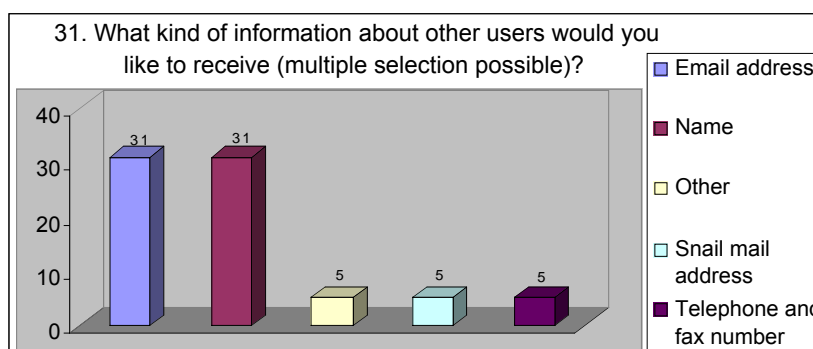 31. What kind of information about other users would you
like to receive (multiple selection possible)?
40
30
20
10
0
31
31
5
5
5
Email address
Name
Other
Snail mail
address
Telephone and
fax number